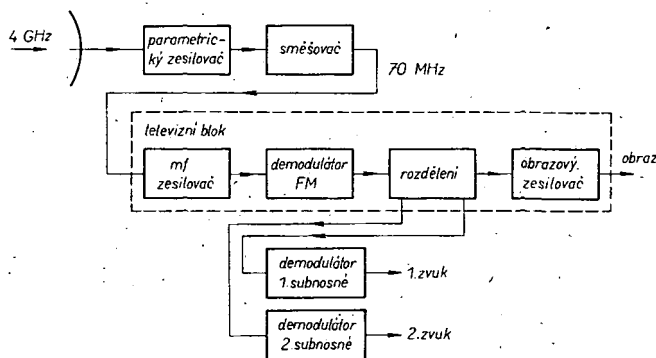 4 GHz
parametric-
ký zesilovač
směšovač
70 MHz
televizní blok
mf
zesilovač
demodulátor
FM
rozdělení
obrazový
zesilovač
obraz
demodulátor
1. subnosné
1. zvuk
demodulátor
2. subnosné
2. zvuk